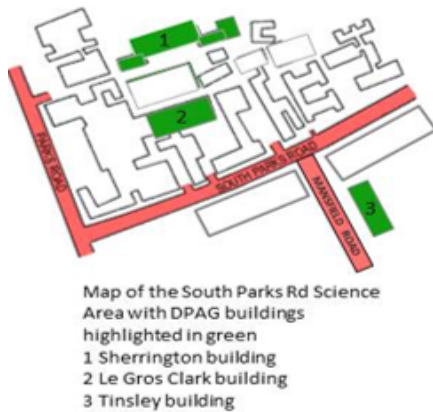 1
2
PARKS ROAD
SOUTH PARKS ROAD
MANSFIELD ROAD
3
Map of the South Parks Rd Science
Area with DPAG buildings
highlighted in green
1 Sherrington building
2 Le Gros Clark building
3 Tinsley building